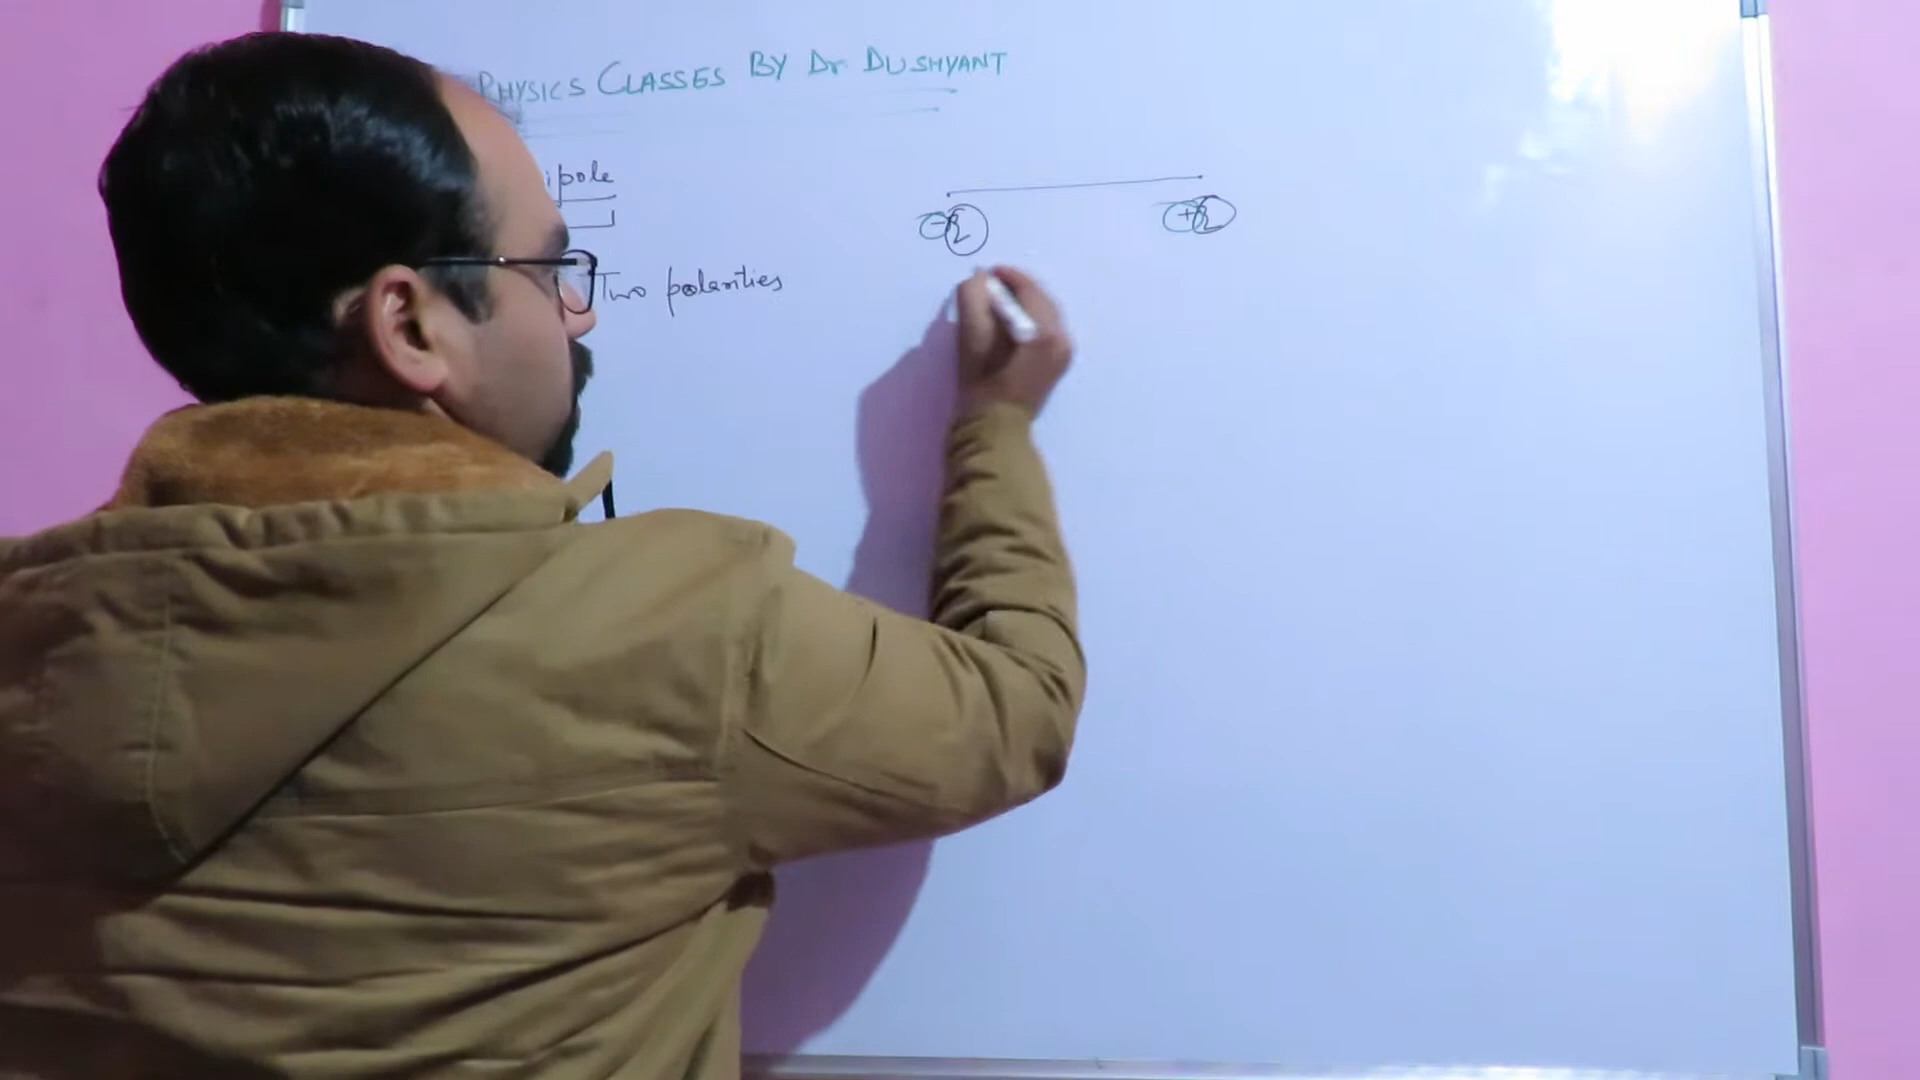 PHYSICS CLASSES BY Dr DUSHYANT
ipole
-q +q
Two polarities